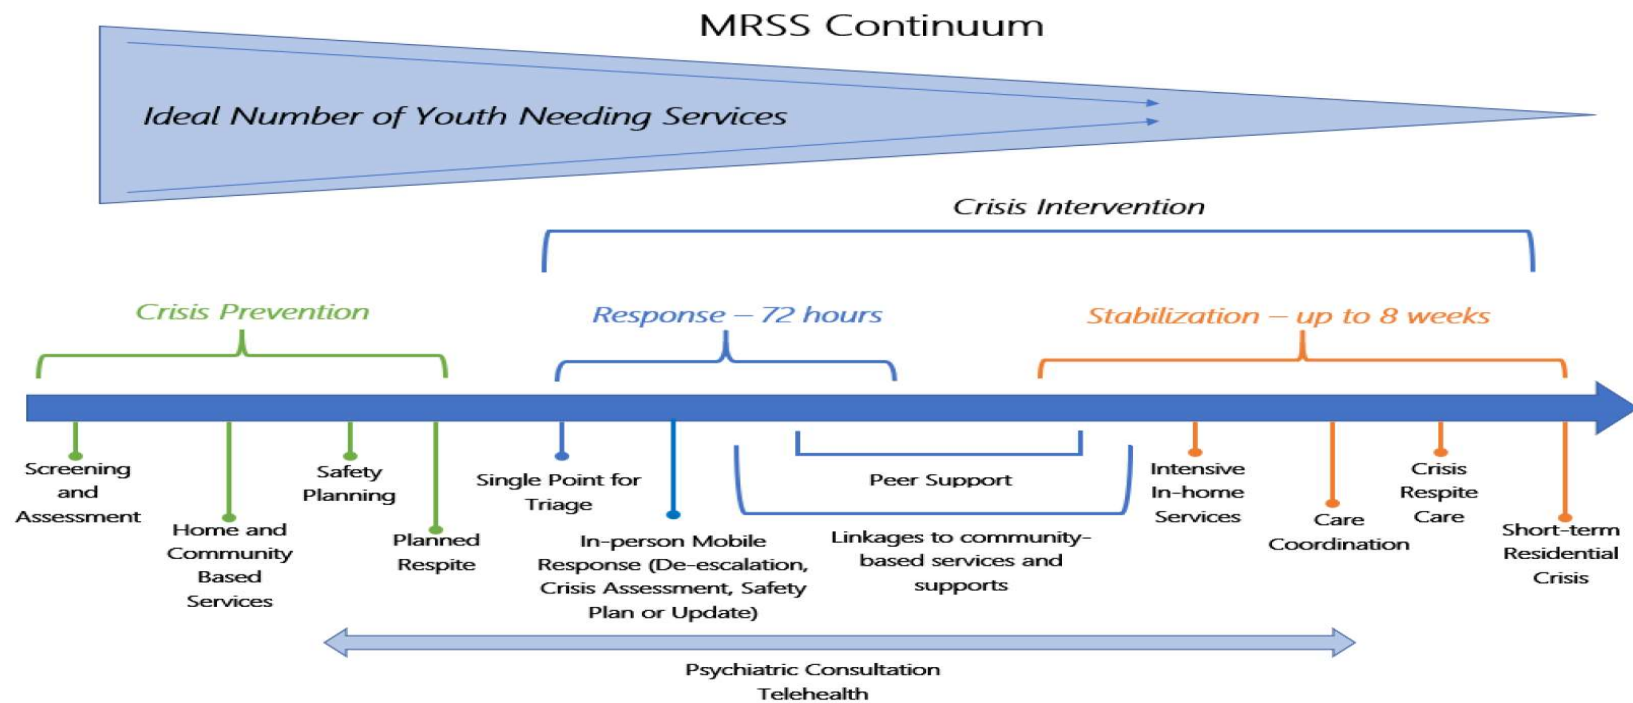 MRSS Continuum
Ideal Number of Youth Needing Services
Crisis Intervention
Crisis Prevention
Response – 72 hours
Stabilization – up to 8 weeks
Screening
and
Assessment
Home and
Community
Based
Services
Safety
Planning
Planned
Respite
Single Point for
Triage
In-person Mobile
Response (De-escalation,
Crisis Assessment, Safety
Plan or Update)
Peer Support
Linkages to community-
based services and
supports
Intensive
In-home
Services
Care
Coordination
Crisis
Respite
Care
Short-term
Residential
Crisis
Psychiatric Consultation
Telehealth